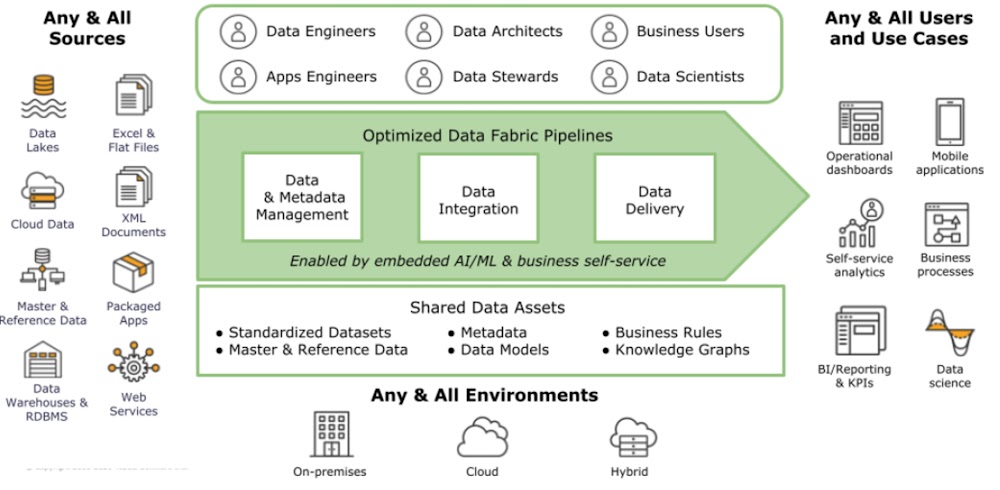 Any & All
Sources
Data
Lakes
Excel &
Flat Files
Cloud Data
XML
Documents
Master &
Reference Data
Packaged
Apps
Data
Warehouses &
RDBMS
Web
Services
Data Engineers
Data Architects
Business Users
Apps Engineers
Data Stewards
Data Scientists
Optimized Data Fabric Pipelines
Data
& Metadata
Management
Data
Integration
Data
Delivery
Enabled by embedded AI/ML & business self-service
Shared Data Assets
• Standardized Datasets
• Metadata
• Business Rules
• Master & Reference Data
• Data Models
• Knowledge Graphs
Any & All Environments
On-premises
Cloud
Hybrid
Any & All Users
and Use Cases
Operational
dashboards
Mobile
applications
Self-service
analytics
Business
processes
BI/Reporting
& KPIs
Data
science